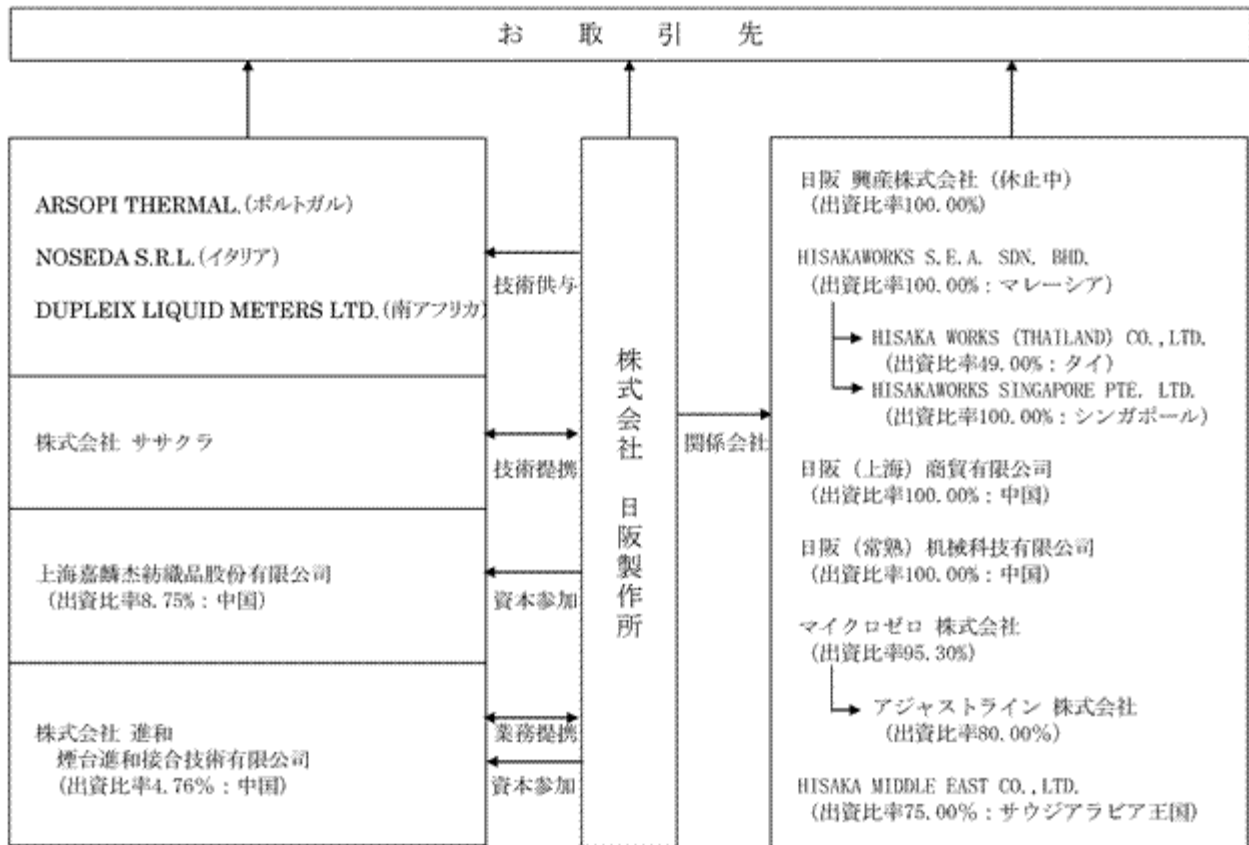 お 取 引 先
ARSOPI THERMAL.(ポルトガル)
NOSEDA S.R.L.(イタリア)
DUPLEIX LIQUID METERS LTD.(南アフリカ)
技術供与
株式会社 ササクラ
技術提携
上海嘉麟杰紡織品股份有限公司
(出資比率8.75%:中国)
資本参加
株式会社 進和
煙台進和接合技術有限公司
(出資比率4.76%:中国)
業務提携
資本参加
株式会社 日阪製作所
関係会社
日阪 興産株式会社 (休止中)
(出資比率100.00%)
HISAKAWORKS S.E.A. SDN. BHD.
(出資比率100.00%:マレーシア)
HISAKA WORKS (THAILAND) CO.,LTD.
(出資比率49.00%:タイ)
HISAKAWORKS SINGAPORE PTE. LTD.
(出資比率100.00%:シンガポール)
日阪 (上海) 商貿有限公司
(出資比率100.00%:中国)
日阪 (常熟) 机械科技有限公司
(出資比率100.00%:中国)
マイクロゼロ 株式会社
(出資比率95.30%)
アジャストライン 株式会社
(出資比率80.00%)
HISAKA MIDDLE EAST CO.,LTD.
(出資比率75.00%:サウジアラビア王国)